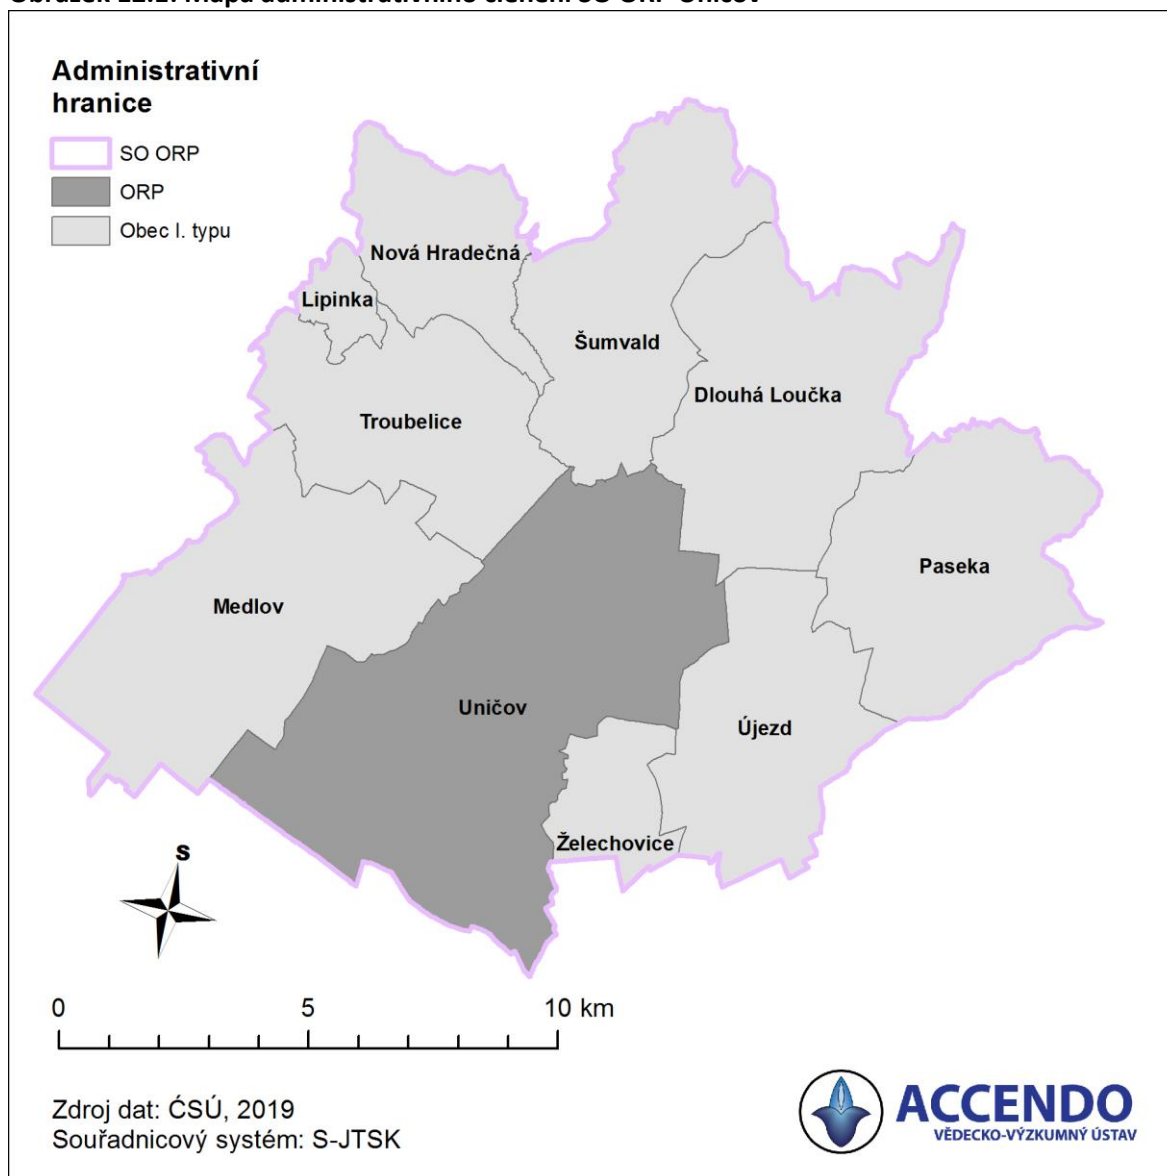 Administrativní
hranice
SO ORP
ORP
Obec I. typu
Nová Hradečná
Lipinka
Šumvald
Dlouhá Loučka
Troubelice
Paseka
Medlov
Uničov
Újezd
Želechovice
S
0 5 10 km
Zdroj dat: ĆSÚ, 2019
Souřadnicový systém: S-JTSK
ACCENDO
VĚDECKO-VÝZKUMNÝ ÚSTAV